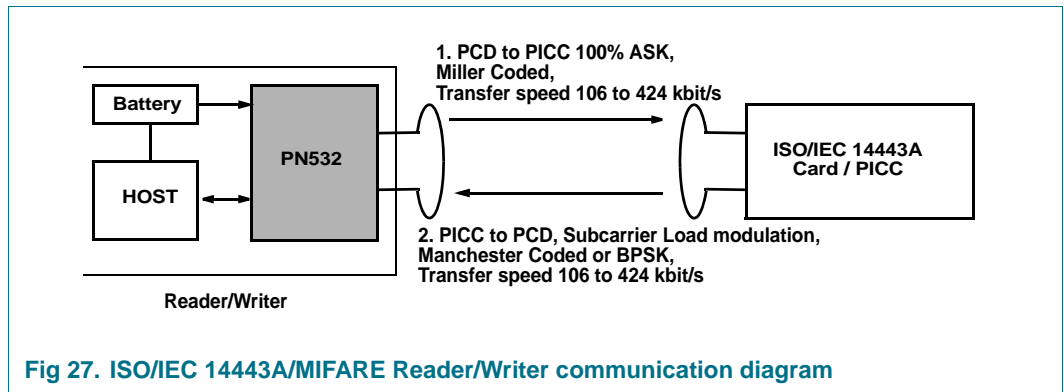 1. PCD to PICC 100% ASK,
Miller Coded,
Transfer speed 106 to 424 kbit/s
Battery
PN532
HOST
ISO/IEC 14443A
Card / PICC
2. PICC to PCD, Subcarrier Load modulation,
Manchester Coded or BPSK,
Transfer speed 106 to 424 kbit/s
Reader/Writer
Fig 27. ISO/IEC 14443A/MIFARE Reader/Writer communication diagram